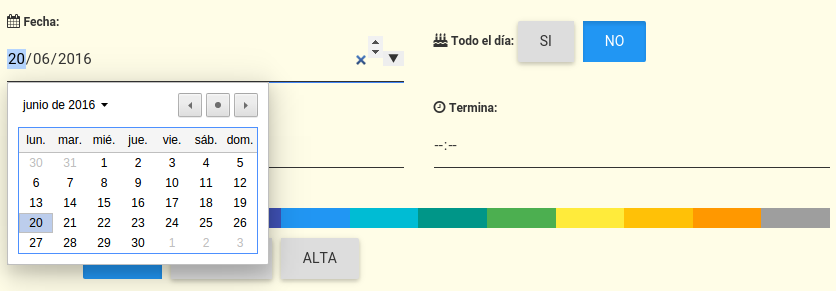 Fecha:
20/06/2016
Todo el día:
SI
NO
junio de 2016
lun. mar. mié. jue. vie. sáb. dom.
30 31 1 2 3 4 5
6 7 8 9 10 11 12
13 14 15 16 17 18 19
20 21 22 23 24 25 26
27 28 29 30 1 2 3
Termina:
--:--
ALTA